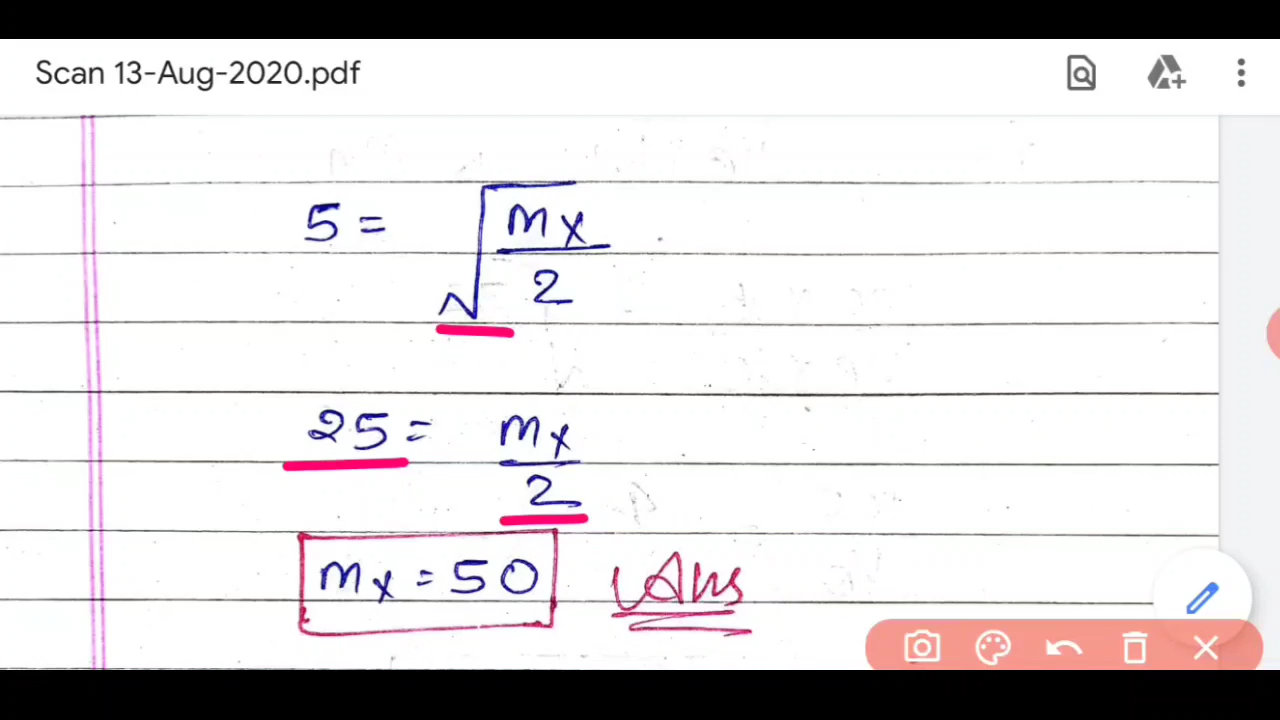 Scan 13-Aug-2020.pdf
5 = √(mx/2)
25 = mx/2
mx = 50 Ans